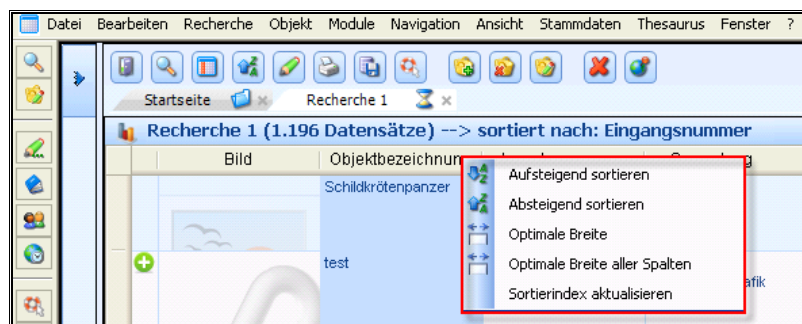 Datei Bearbeiten Recherche Objekt Module Navigation Ansicht Stammdaten Thesaurus Fenster ?
Startseite Recherche 1
Recherche 1 (1.196 Datensätze) --> sortiert nach: Eingangsnummer
Bild Objektbezeichnun
Schildkrötenpanzer
Aufsteigend sortieren
Absteigend sortieren
Optimale Breite
test
Optimale Breite aller Spalten
afik
Sortierindex aktualisieren